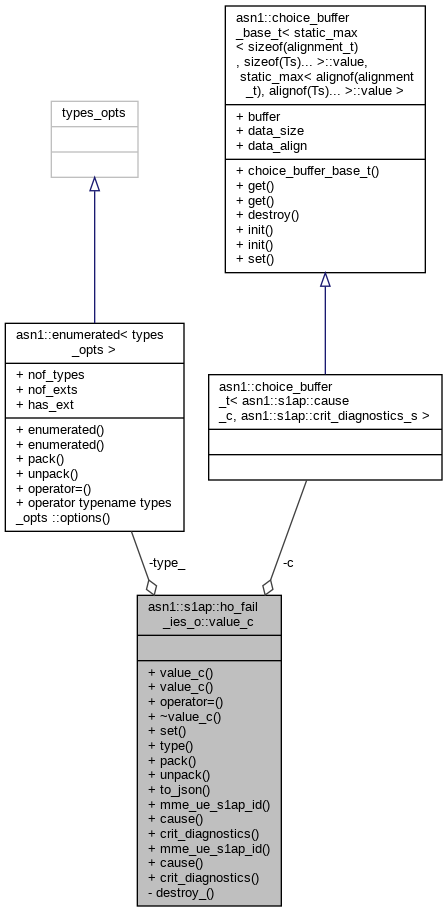 asn1::choice_buffer
_base_t< static_max
< sizeof(alignment_t)
, sizeof(Ts)... >::value,
static_max< alignof(alignment
_t), alignof(Ts)... >::value >
+ buffer
+ data_size
+ data_align
+ choice_buffer_base_t()
+ get()
+ get()
+ destroy()
+ init()
+ init()
+ set()
types_opts
asn1::enumerated< types
_opts >
+ nof_types
+ nof_exts
+ has_ext
+ enumerated()
+ enumerated()
+ pack()
+ unpack()
+ operator=()
+ operator typename types
_opts ::options()
asn1::choice_buffer
_t< asn1::s1ap::cause
_c, asn1::s1ap::crit_diagnostics_s >
-type_
-c
asn1::s1ap::ho_fail
_ies_o::value_c
+ value_c()
+ value_c()
+ operator=()
+ ~value_c()
+ set()
+ type()
+ pack()
+ unpack()
+ to_json()
+ mme_ue_s1ap_id()
+ cause()
+ crit_diagnostics()
+ mme_ue_s1ap_id()
+ cause()
+ crit_diagnostics()
- destroy_()